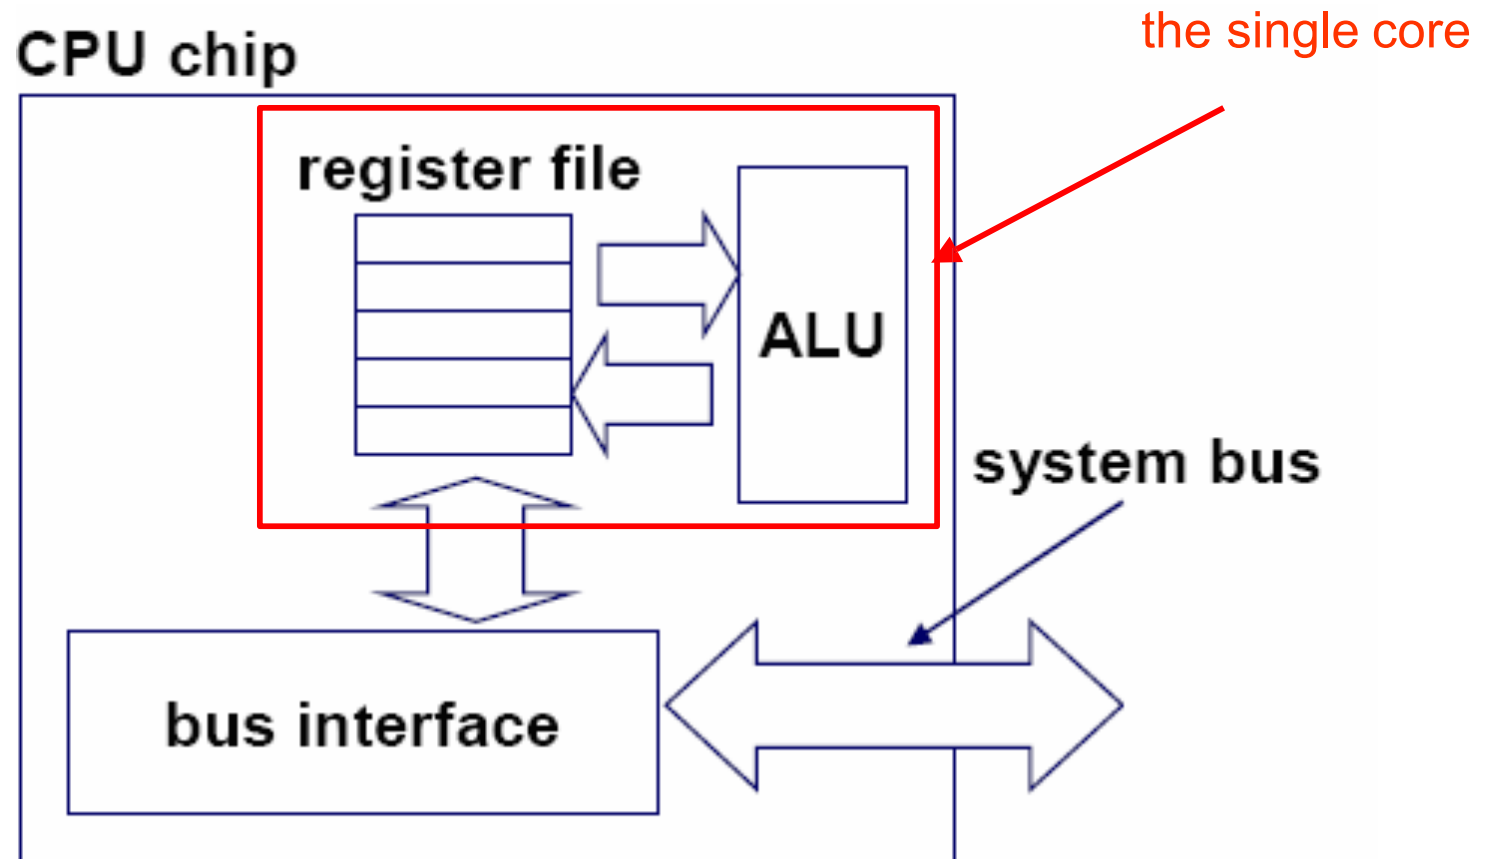 the single core
CPU chip
register file
ALU
system bus
bus interface